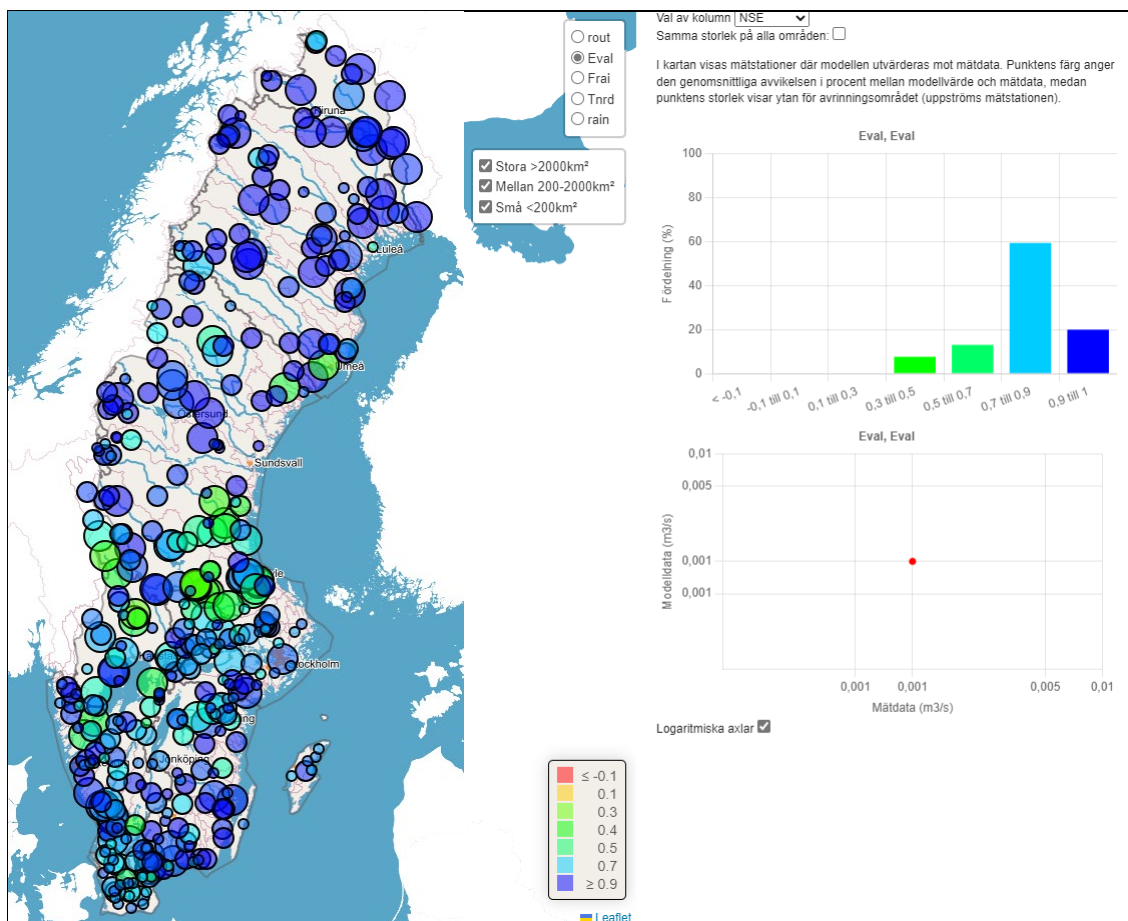 rout
Eval
Frai
Tnrd
rain
Stora >2000km²
Mellan 200-2000km²
Små <200km²
Kiruna
Luleå
Umeå
Östersund
Sundsvall
Stockholm
Jönköping
≤ -0.1
0.1
0.3
0.4
0.5
0.7
≥ 0.9
Leaflet
Val av kolumn NSE
Samma storlek på alla områden:
I kartan visas mätstationer där modellen utvärderas mot mätdata. Punktens färg anger
den genomsnittliga avvikelsen i procent mellan modellvärde och mätdata, medan
punktens storlek visar ytan för avrinningsområdet (uppströms mätstationen).
Eval, Eval
100
80
60
40
20
0
Fördelning (%)
< -0,1
-0,1 till 0,1
0,1 till 0,3
0,3 till 0,5
0,5 till 0,7
0,7 till 0,9
0,9 till 1
Eval, Eval
0,01
0,005
0,001
0,001
Modelldata (m3/s)
0,001
0,001
0,005
0,01
Mätdata (m3/s)
Logaritmiska axlar